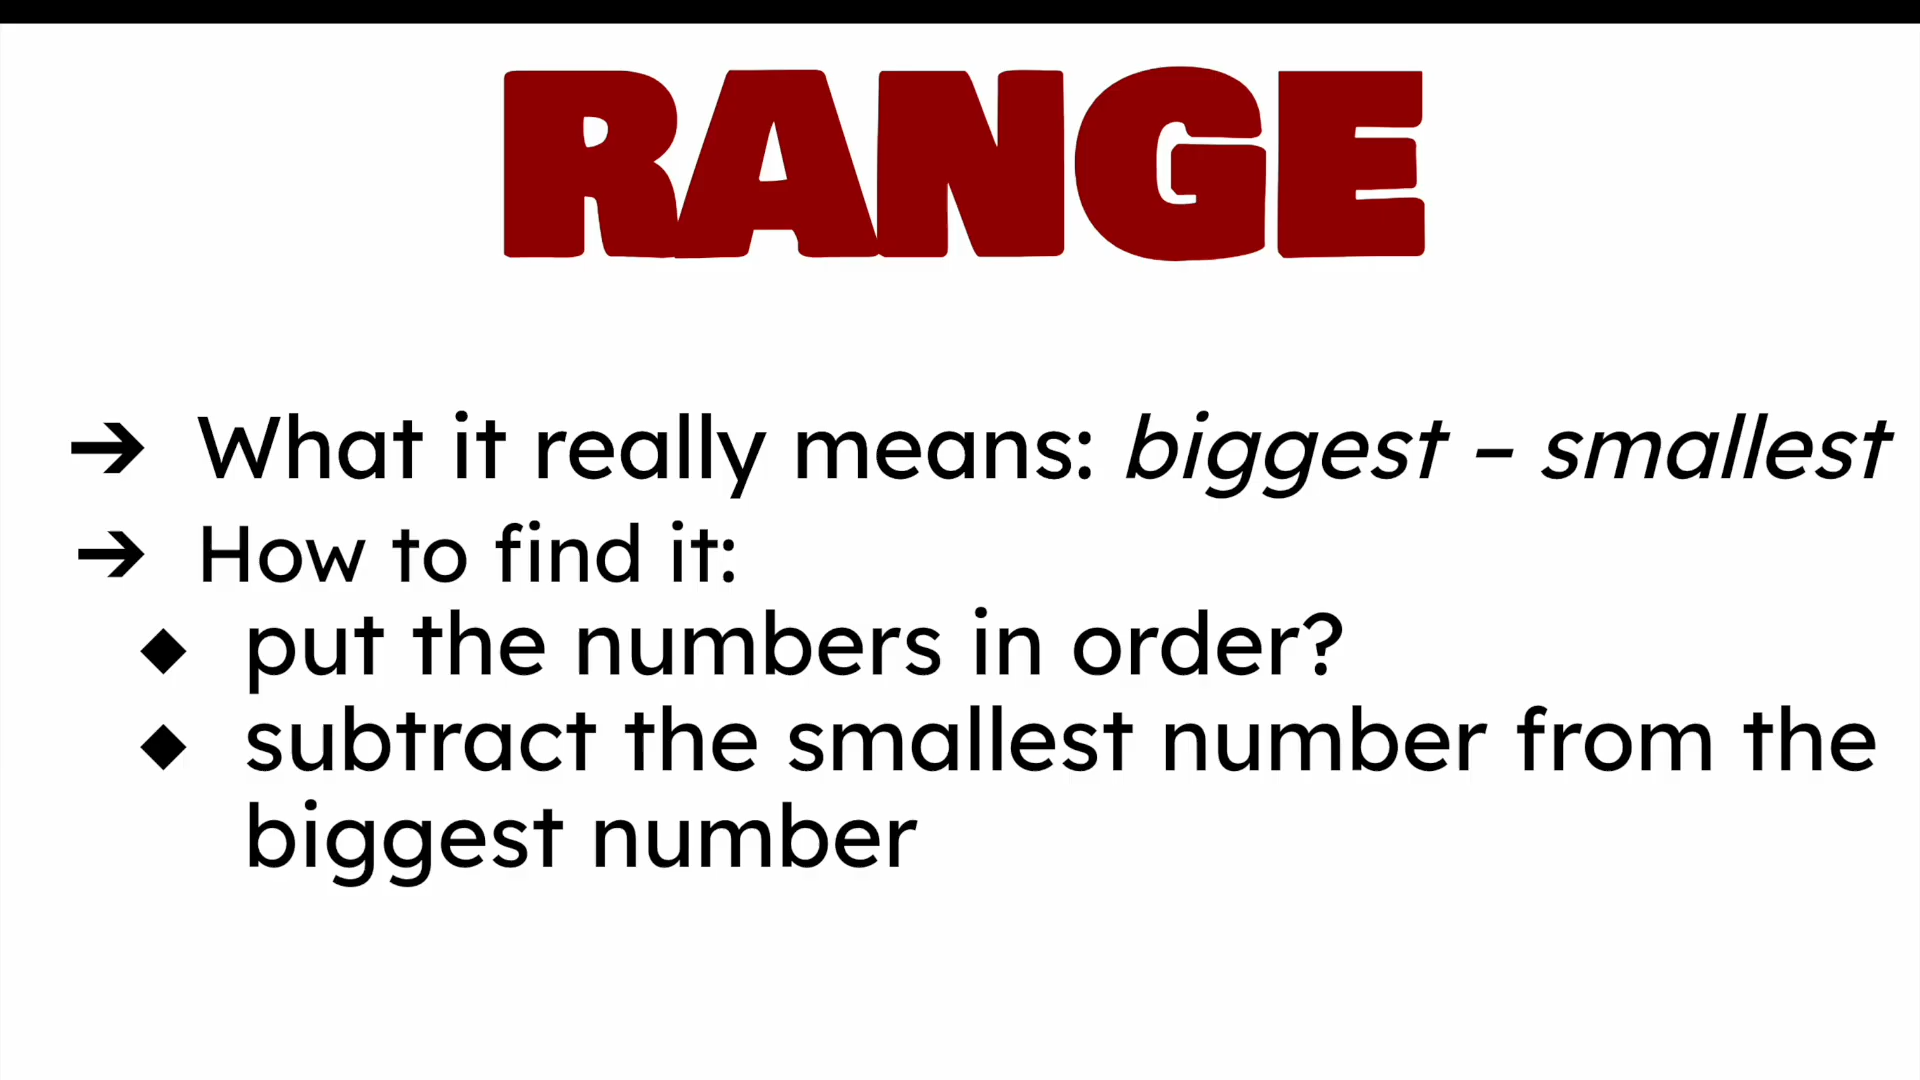 RANGE
➔ What it really means: biggest – smallest
➔ How to find it:
◆ put the numbers in order?
◆ subtract the smallest number from the
biggest number